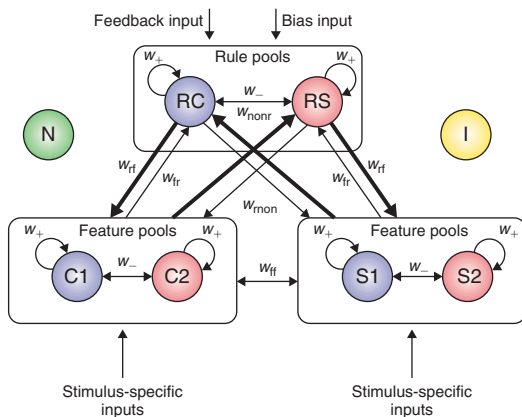 Feedback input
Bias input
Rule pools
w+
w+
RC
w−
RS
wnonr
N
I
wrf
wfr
wfr
wrf
wrnon
Feature pools
Feature pools
w+
w+
w+
w+
C1
w−
C2
wff
S1
w−
S2
Stimulus-specific
inputs
Stimulus-specific
inputs